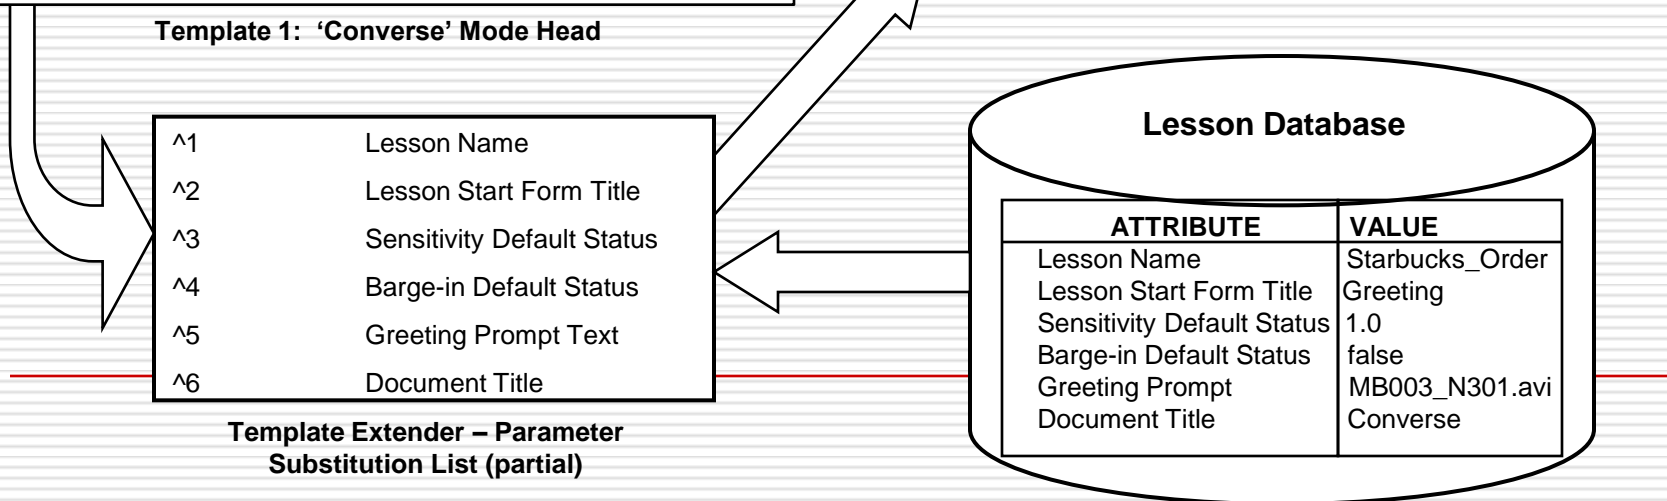 Template 1: ‘Converse’ Mode Head
^1 Lesson Name
^2 Lesson Start Form Title
^3 Sensitivity Default Status
^4 Barge-in Default Status
^5 Greeting Prompt Text
^6 Document Title
Template Extender – Parameter
Substitution List (partial)
Lesson Database
ATTRIBUTE VALUE
Lesson Name Starbucks_Order
Lesson Start Form Title Greeting
Sensitivity Default Status 1.0
Barge-in Default Status false
Greeting Prompt MB003_N301.avi
Document Title Converse